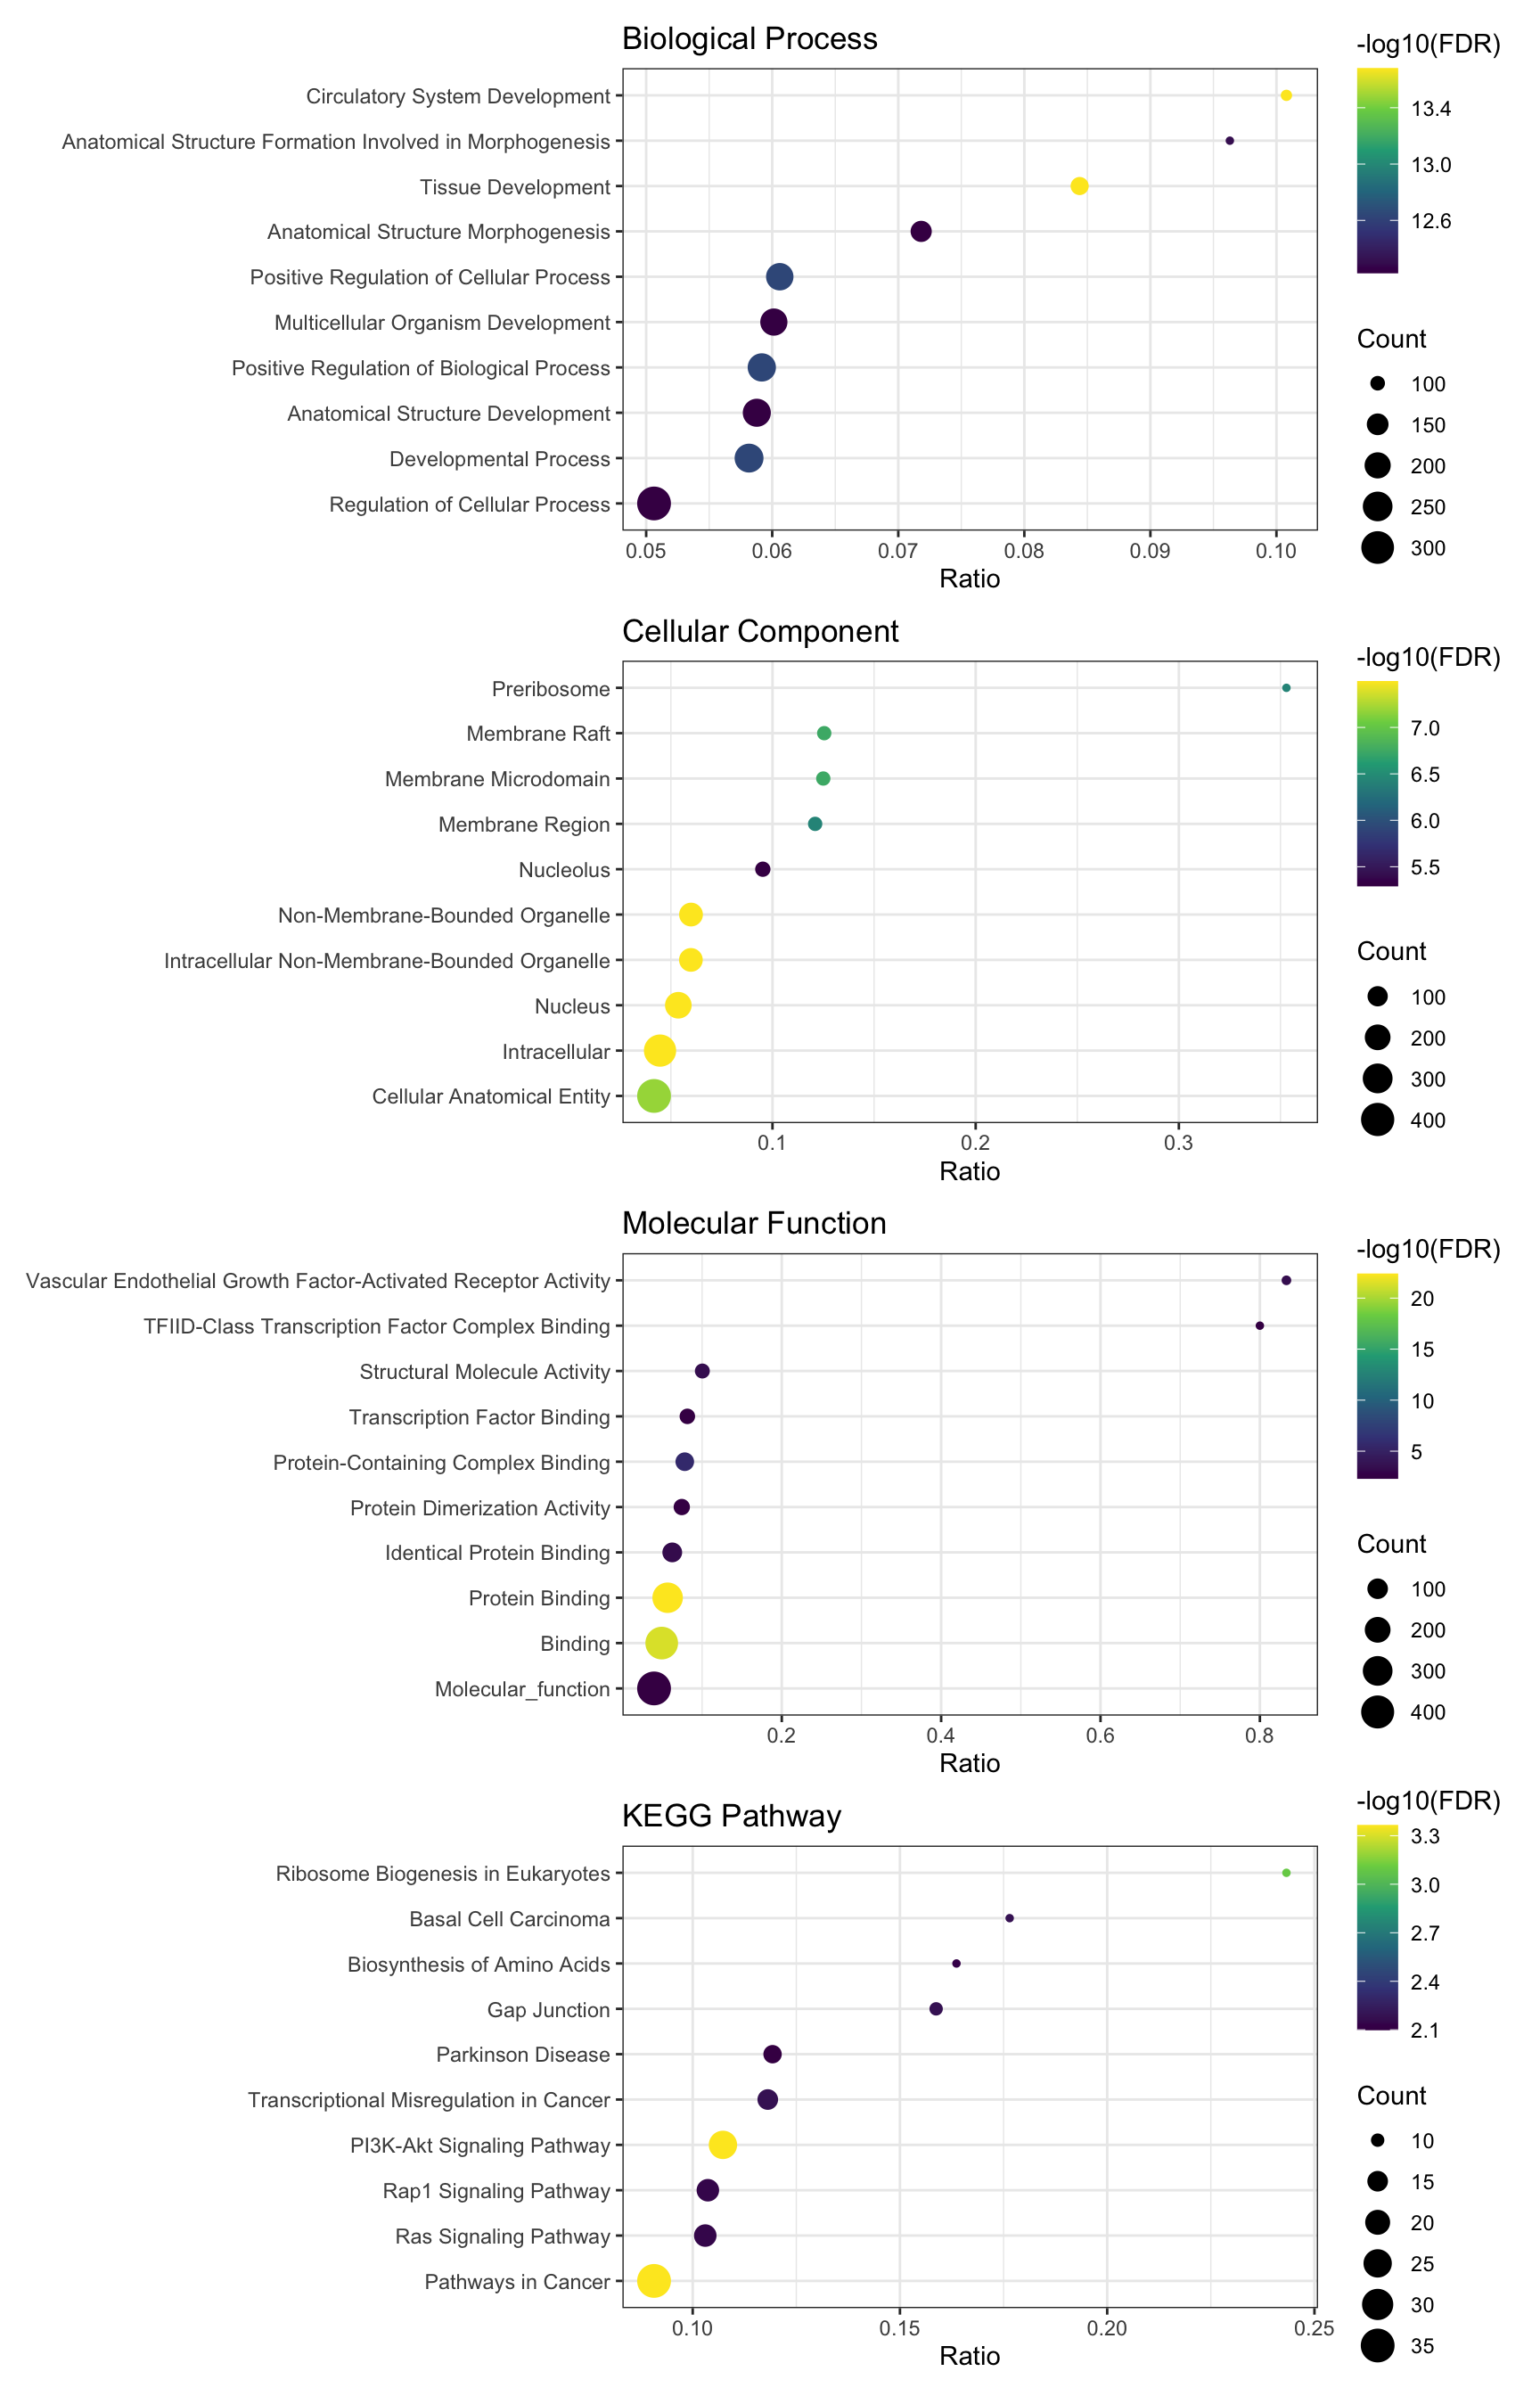 Biological Process
Circulatory System Development
Anatomical Structure Formation Involved in Morphogenesis
Tissue Development
Anatomical Structure Morphogenesis
Positive Regulation of Cellular Process
Multicellular Organism Development
Positive Regulation of Biological Process
Anatomical Structure Development
Developmental Process
Regulation of Cellular Process
0.05 0.06 0.07 0.08 0.09 0.10
Ratio
-log10(FDR)
13.4
13.0
12.6
Count
100
150
200
250
300
Cellular Component
Preribosome
Membrane Raft
Membrane Microdomain
Membrane Region
Nucleolus
Non-Membrane-Bounded Organelle
Intracellular Non-Membrane-Bounded Organelle
Nucleus
Intracellular
Cellular Anatomical Entity
0.1 0.2 0.3
Ratio
-log10(FDR)
7.0
6.5
6.0
5.5
Count
100
200
300
400
Molecular Function
Vascular Endothelial Growth Factor-Activated Receptor Activity
TFIID-Class Transcription Factor Complex Binding
Structural Molecule Activity
Transcription Factor Binding
Protein-Containing Complex Binding
Protein Dimerization Activity
Identical Protein Binding
Protein Binding
Binding
Molecular_function
0.2 0.4 0.6 0.8
Ratio
-log10(FDR)
20
15
10
5
Count
100
200
300
400
KEGG Pathway
Ribosome Biogenesis in Eukaryotes
Basal Cell Carcinoma
Biosynthesis of Amino Acids
Gap Junction
Parkinson Disease
Transcriptional Misregulation in Cancer
PI3K-Akt Signaling Pathway
Rap1 Signaling Pathway
Ras Signaling Pathway
Pathways in Cancer
0.10 0.15 0.20 0.25
Ratio
-log10(FDR)
3.3
3.0
2.7
2.4
2.1
Count
10
15
20
25
30
35